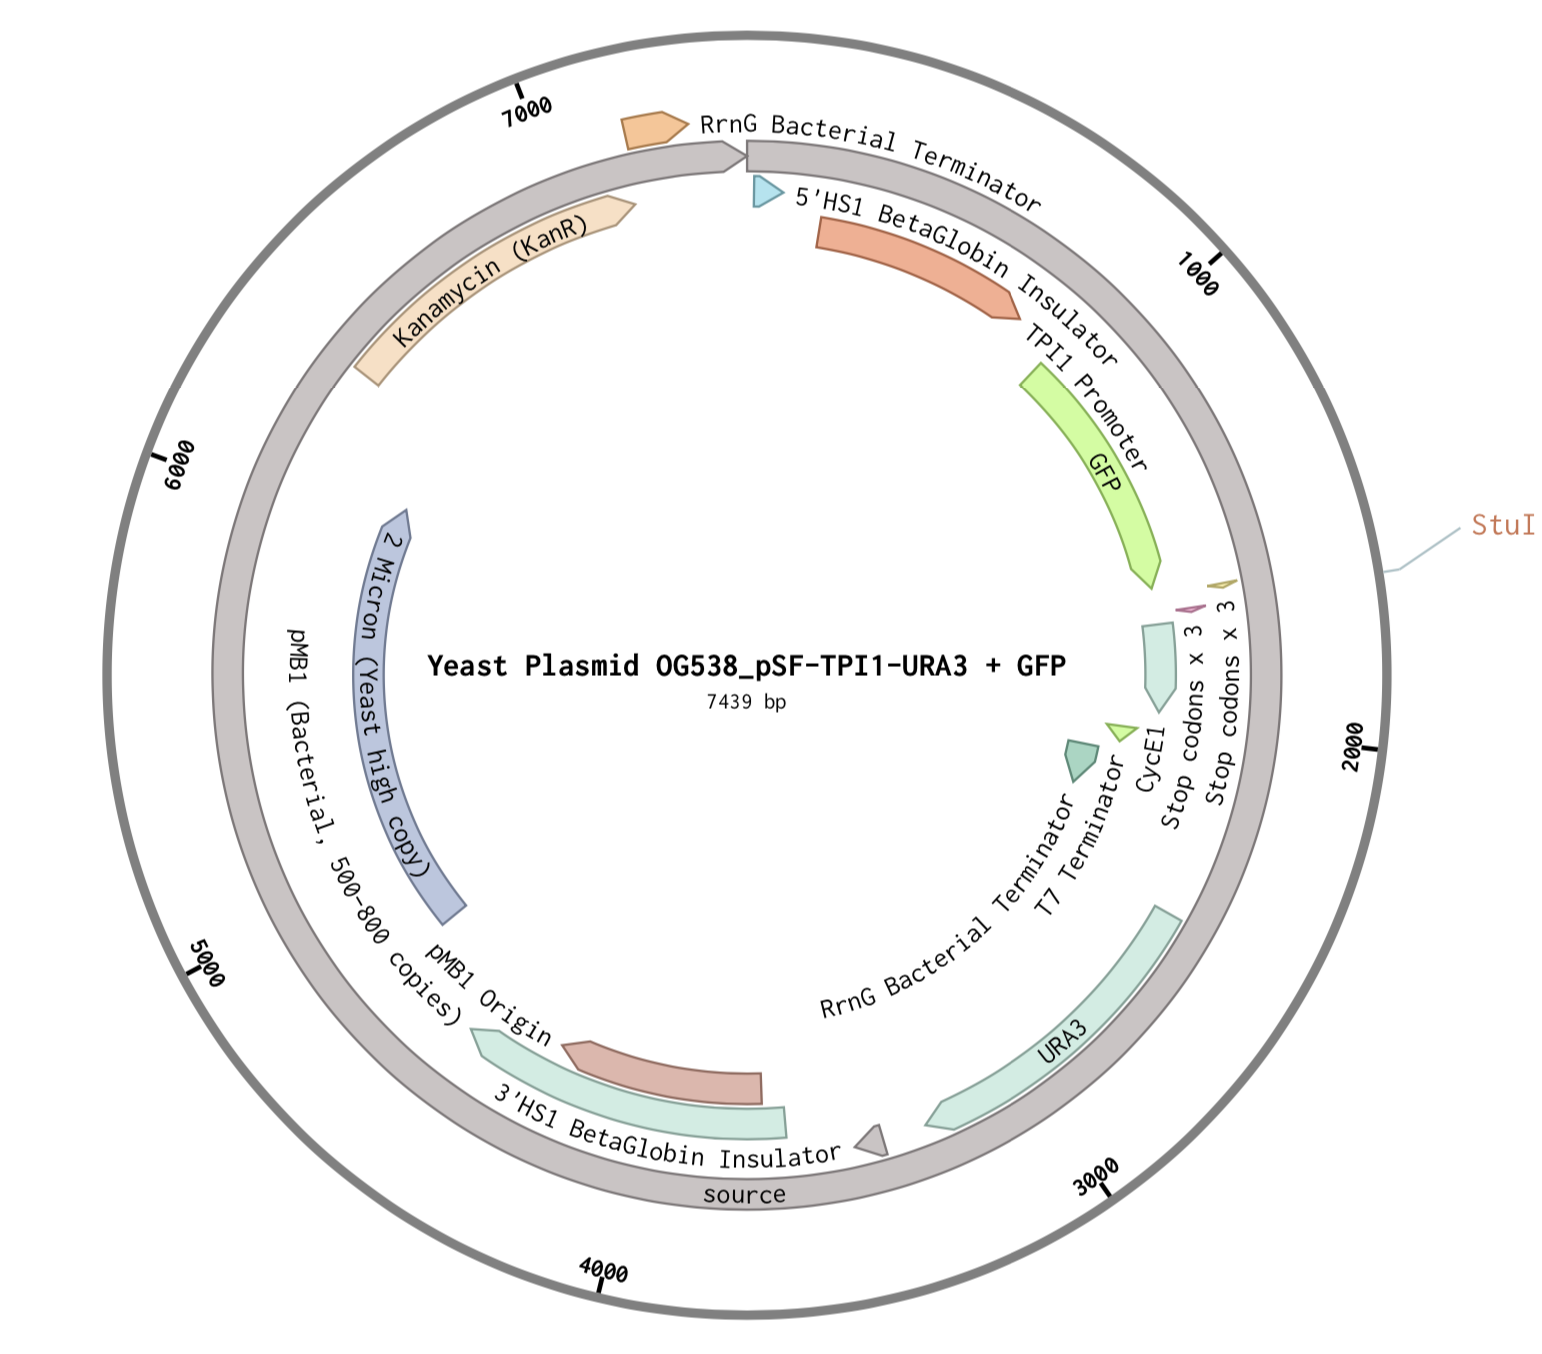 7000
RrnG Bacterial Terminator
5'HS1 BetaGlobin Insulator
1000
Kanamycin (KanR)
TPI1 Promoter
GFP
6000
StuI
2 Micron (Yeast high copy)
Stop codons x 3
Stop codons x 3
Yeast Plasmid OG538_pSF-TPI1-URA3 + GFP
7439 bp
pMB1 (Bacterial, 500-800 copies)
CycE1
2000
T7 Terminator
RrnG Bacterial Terminator
5000
pMB1 Origin
URA3
3'HS1 BetaGlobin Insulator
source
3000
4000